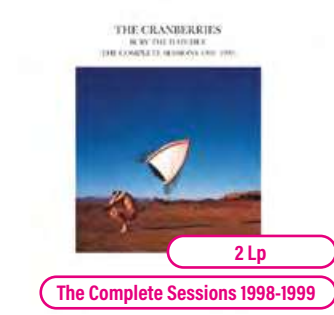 THE CRANBERRIES
BURY THE HATCHET
THE COMPLETE SESSIONS 1998-1999
2 Lp
The Complete Sessions 1998-1999